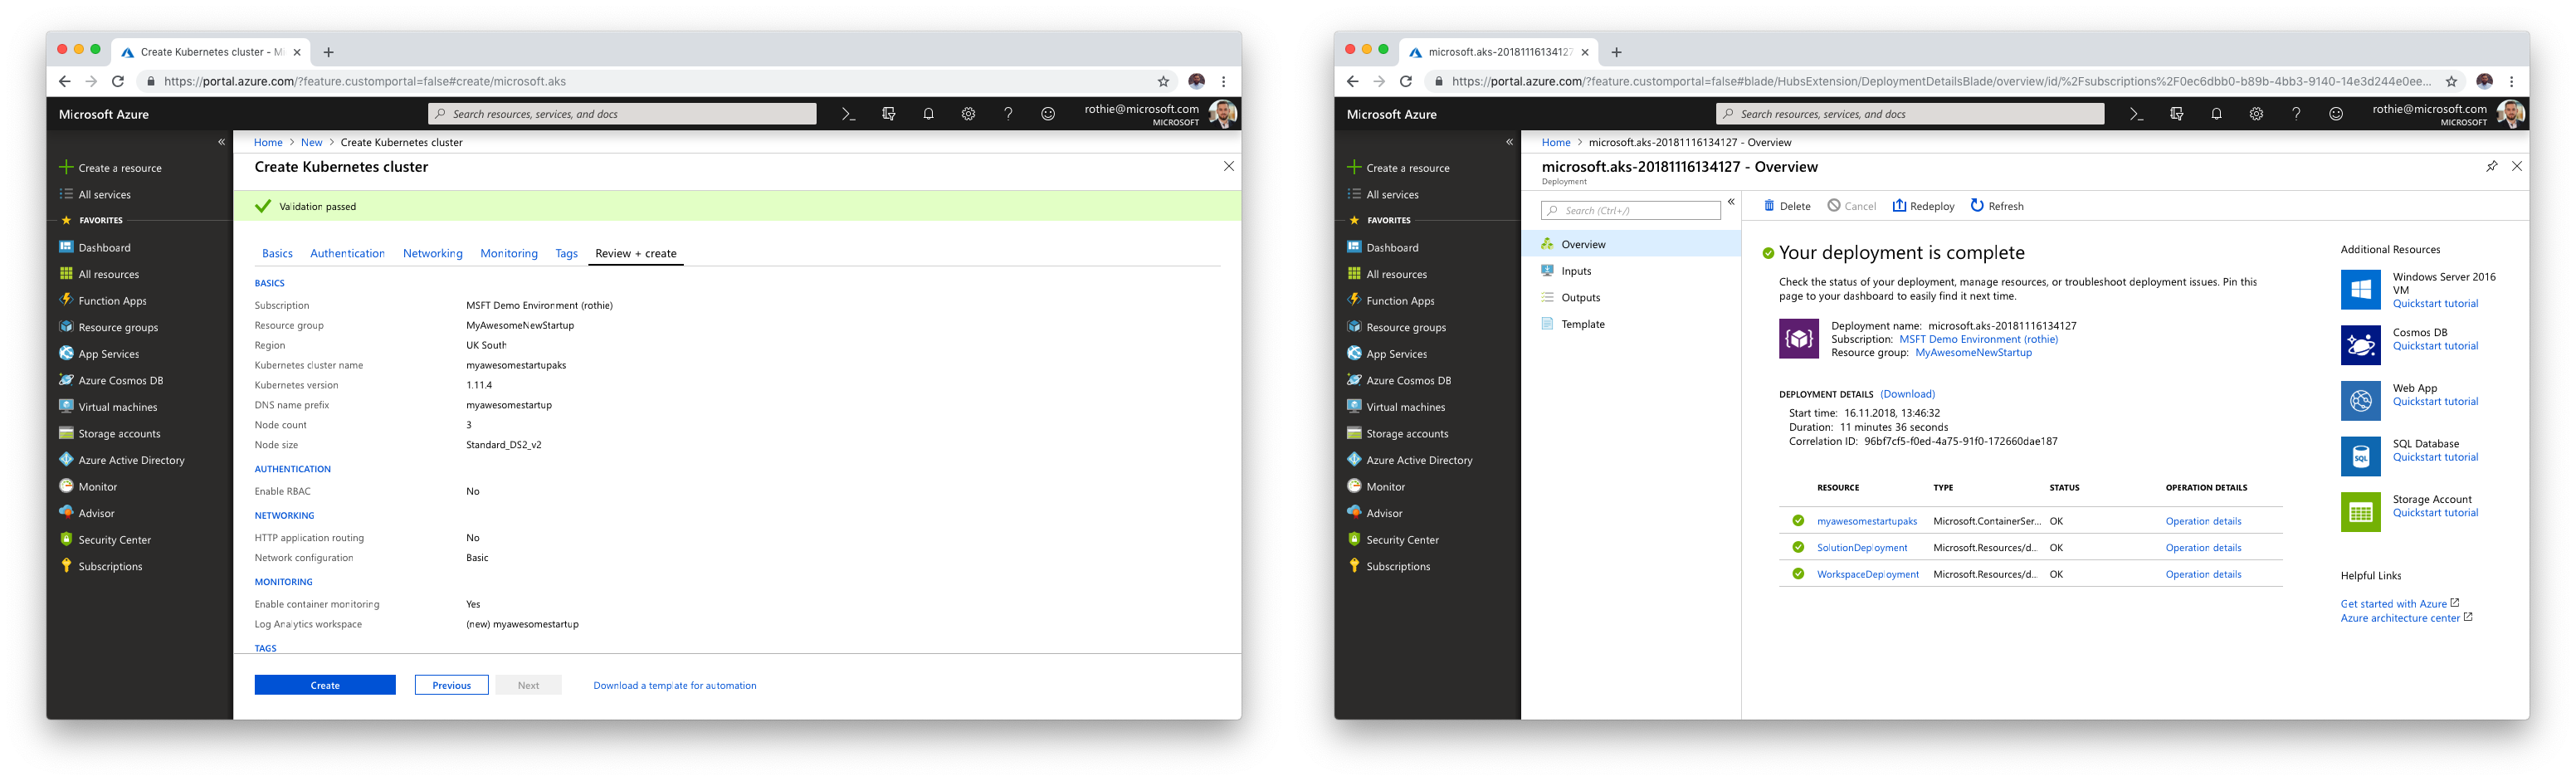 Create Kubernetes cluster - Mi
https://portal.azure.com/?feature.customportal=false#create/microsoft.aks
Microsoft Azure
Search resources, services, and docs
rothie@microsoft.com
MICROSOFT
Create a resource
All services
FAVORITES
Dashboard
All resources
Function Apps
Resource groups
App Services
Azure Cosmos DB
Virtual machines
Storage accounts
Azure Active Directory
Monitor
Advisor
Security Center
Subscriptions
Home > New > Create Kubernetes cluster
Create Kubernetes cluster
Validation passed
Basics Authentication Networking Monitoring Tags Review + create
BASICS
Subscription MSFT Demo Environment (rothie)
Resource group MyAwesomeNewStartup
Region UK South
Kubernetes cluster name myawesomestartupaks
Kubernetes version 1.11.4
DNS name prefix myawesomestartup
Node count 3
Node size Standard_DS2_v2
AUTHENTICATION
Enable RBAC No
NETWORKING
HTTP application routing No
Network configuration Basic
MONITORING
Enable container monitoring Yes
Log Analytics workspace (new) myawesomestartup
TAGS
Create Previous Next Download a template for automation
microsoft.aks-20181116134127
https://portal.azure.com/?feature.customportal=false#blade/HubsExtension/DeploymentDetailsBlade/overview/id/%2Fsubscriptions%2F0ec6dbb0-b89b-4bb3-9140-14e3d244e0ee...
Microsoft Azure
Search resources, services, and docs
rothie@microsoft.com
MICROSOFT
Create a resource
All services
FAVORITES
Dashboard
All resources
Function Apps
Resource groups
App Services
Azure Cosmos DB
Virtual machines
Storage accounts
Azure Active Directory
Monitor
Advisor
Security Center
Subscriptions
Home > microsoft.aks-20181116134127 - Overview
microsoft.aks-20181116134127 - Overview
Deployment
Search (Ctrl+/)
Overview
Inputs
Outputs
Template
Delete Cancel Redeploy Refresh
Your deployment is complete
Check the status of your deployment, manage resources, or troubleshoot deployment issues. Pin this
page to your dashboard to easily find it next time.
Deployment name: microsoft.aks-20181116134127
Subscription: MSFT Demo Environment (rothie)
Resource group: MyAwesomeNewStartup
DEPLOYMENT DETAILS (Download)
Start time: 16.11.2018, 13:46:32
Duration: 11 minutes 36 seconds
Correlation ID: 96bf7cf5-f0ed-4a75-91f0-172660dae187
RESOURCE TYPE STATUS OPERATION DETAILS
myawesomestartupaks Microsoft.ContainerSer... OK Operation details
SolutionDeployment Microsoft.Resources/d... OK Operation details
WorkspaceDeployment Microsoft.Resources/d... OK Operation details
Additional Resources
Windows Server 2016
VM
Quickstart tutorial
Cosmos DB
Quickstart tutorial
Web App
Quickstart tutorial
SQL
SQL Database
Quickstart tutorial
Storage Account
Quickstart tutorial
Helpful Links
Get started with Azure
Azure architecture center